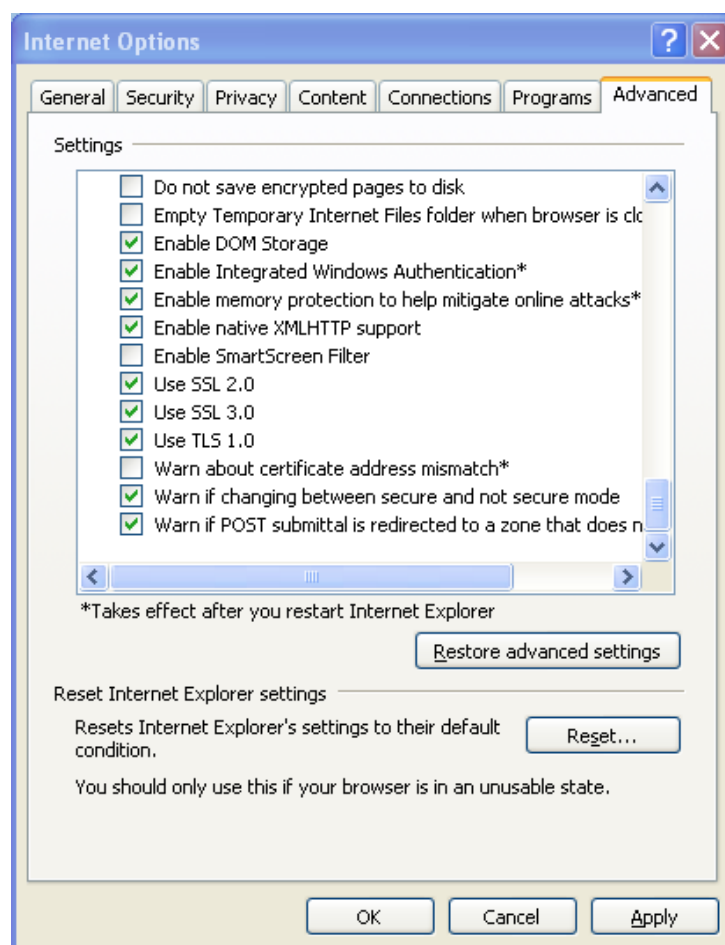 Internet Options
General Security Privacy Content Connections Programs Advanced
Settings
Do not save encrypted pages to disk
Empty Temporary Internet Files folder when browser is
Enable DOM Storage
Enable Integrated Windows Authentication*
Enable memory protection to help mitigate online attacks*
Enable native XMLHTTP support
Enable SmartScreen Filter
Use SSL 2.0
Use SSL 3.0
Use TLS 1.0
Warn about certificate address mismatch*
Warn if changing between secure and not secure mode
Warn if POST submittal is redirected to a zone that does
*Takes effect after you restart Internet Explorer
Restore advanced settings
Reset Internet Explorer settings
Resets Internet Explorer's settings to their default
condition.
Reset...
You should only use this if your browser is in an unusable state.
OK Cancel Apply